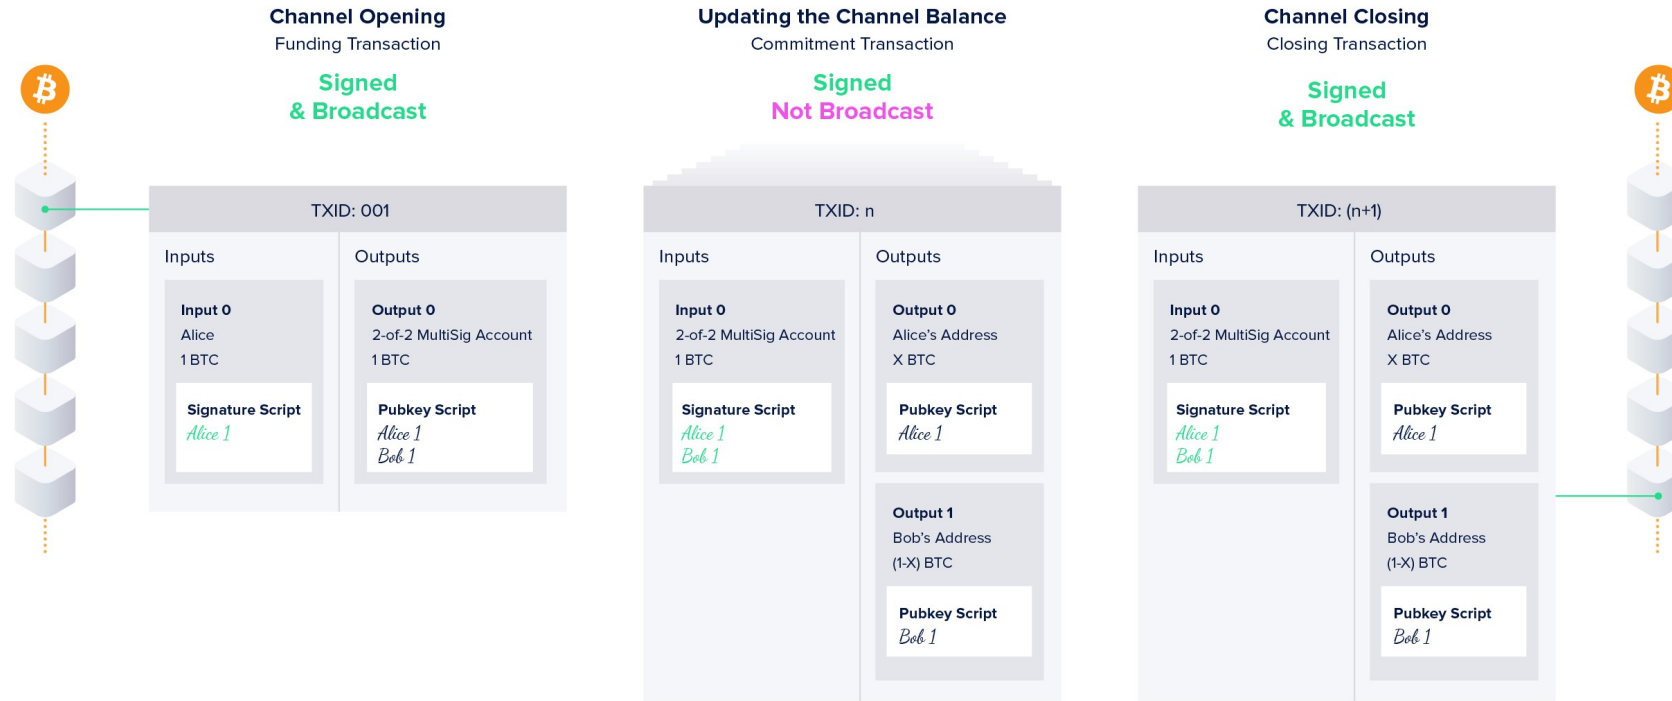 Channel Opening
Funding Transaction
Signed
& Broadcast
TXID: 001
Inputs
Input 0
Alice
1 BTC
Signature Script
Alice 1
Outputs
Output 0
2-of-2 MultiSig Account
1 BTC
Pubkey Script
Alice 1
Bob 1
Updating the Channel Balance
Commitment Transaction
Signed
Not Broadcast
TXID: n
Inputs
Input 0
2-of-2 MultiSig Account
1 BTC
Signature Script
Alice 1
Bob 1
Outputs
Output 0
Alice's Address
X BTC
Pubkey Script
Alice 1
Output 1
Bob's Address
(1-X) BTC
Pubkey Script
Bob 1
Channel Closing
Closing Transaction
Signed
& Broadcast
TXID: (n+1)
Inputs
Input 0
2-of-2 MultiSig Account
1 BTC
Signature Script
Alice 1
Bob 1
Outputs
Output 0
Alice's Address
X BTC
Pubkey Script
Alice 1
Output 1
Bob's Address
(1-X) BTC
Pubkey Script
Bob 1